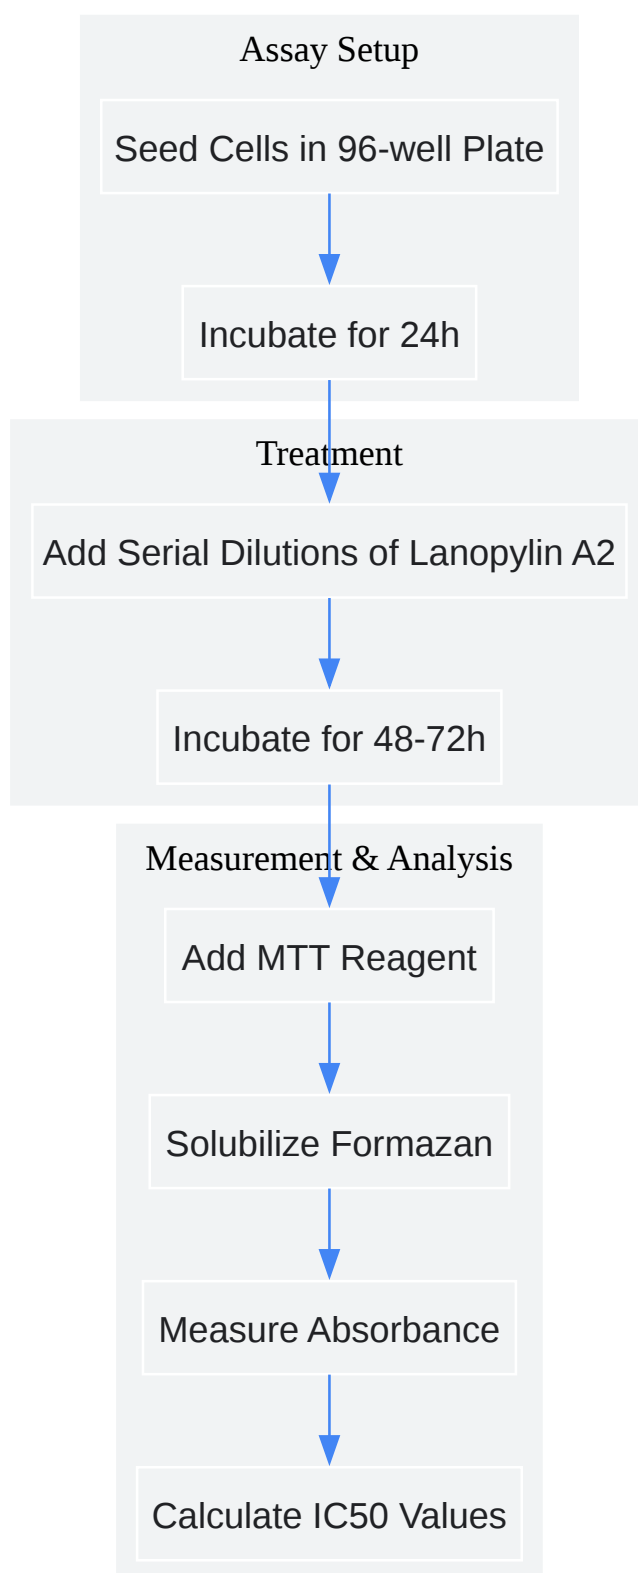 Assay Setup
Seed Cells in 96-well Plate
Incubate for 24h
Treatment
Add Serial Dilutions of Lanopylin A2
Incubate for 48-72h
Measurement & Analysis
Add MTT Reagent
Solubilize Formazan
Measure Absorbance
Calculate IC50 Values